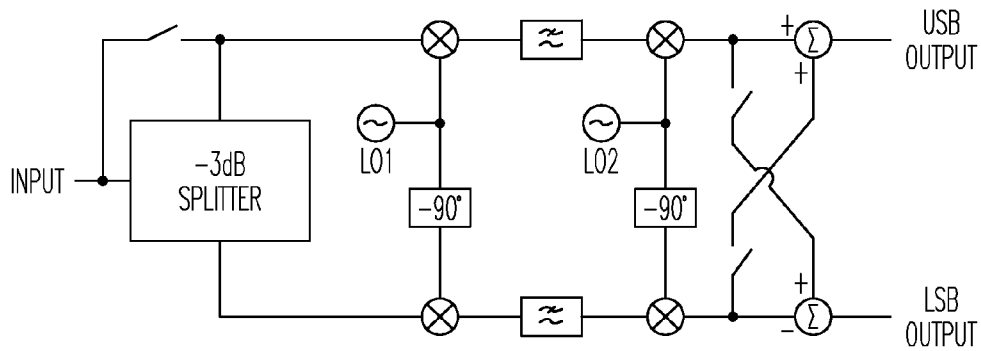 INPUT
-3dB
SPLITTER
LO1
-90°
LO2
-90°
+
Σ
+
USB
OUTPUT
+
Σ
-
LSB
OUTPUT